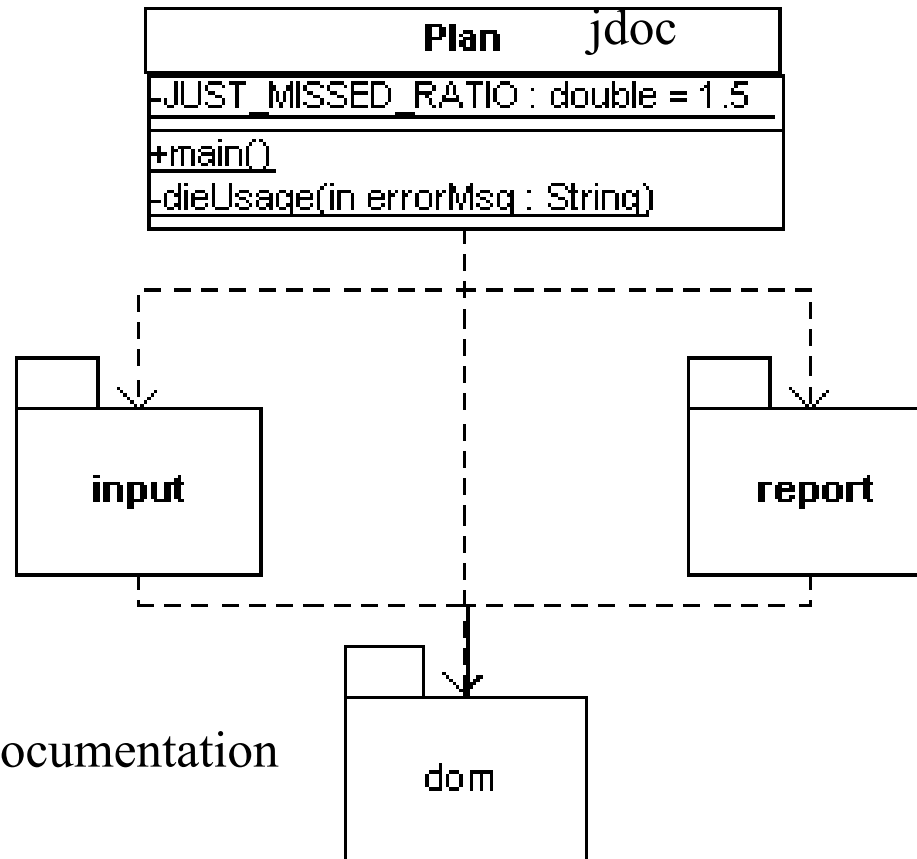 Plan jdoc
-JUST_MISSED_RATIO : double = 1.5
+main()
-dieUsage(in errorMsg : String)
input
report
ocumentation
dom